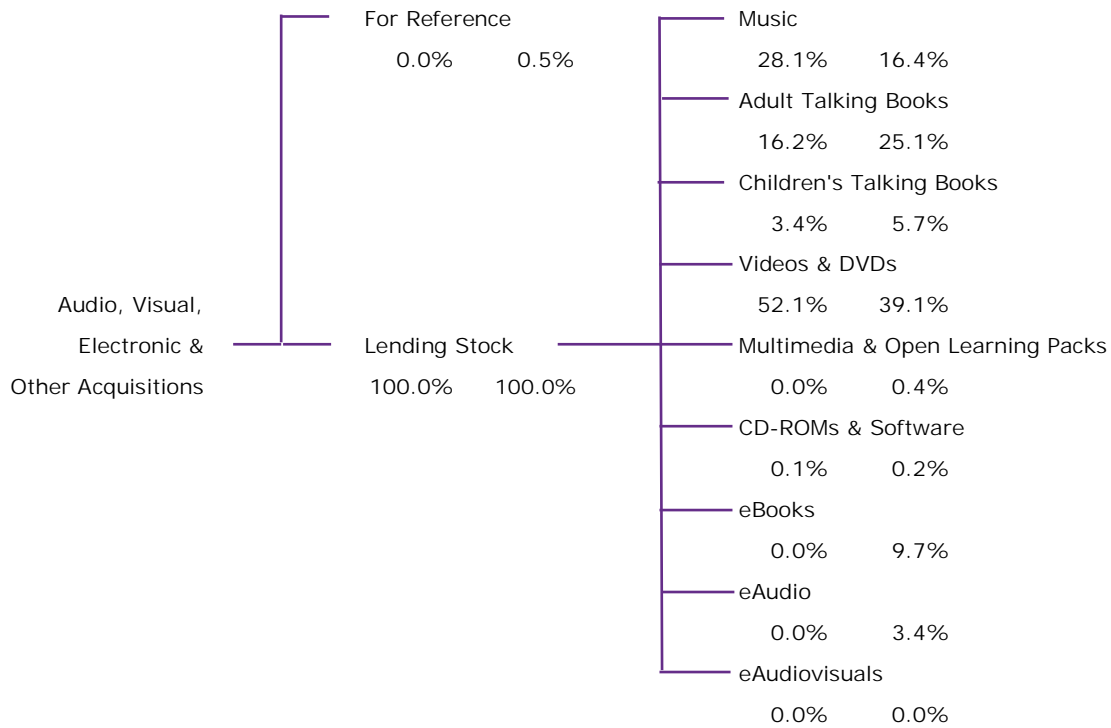 For Reference
0.0% 0.5%
Audio, Visual,
Electronic &
Other Acquisitions
Lending Stock
100.0% 100.0%
Music
28.1% 16.4%
Adult Talking Books
16.2% 25.1%
Children's Talking Books
3.4% 5.7%
Videos & DVDs
52.1% 39.1%
Multimedia & Open Learning Packs
0.0% 0.4%
CD-ROMs & Software
0.1% 0.2%
eBooks
0.0% 9.7%
eAudio
0.0% 3.4%
eAudiovisuals
0.0% 0.0%